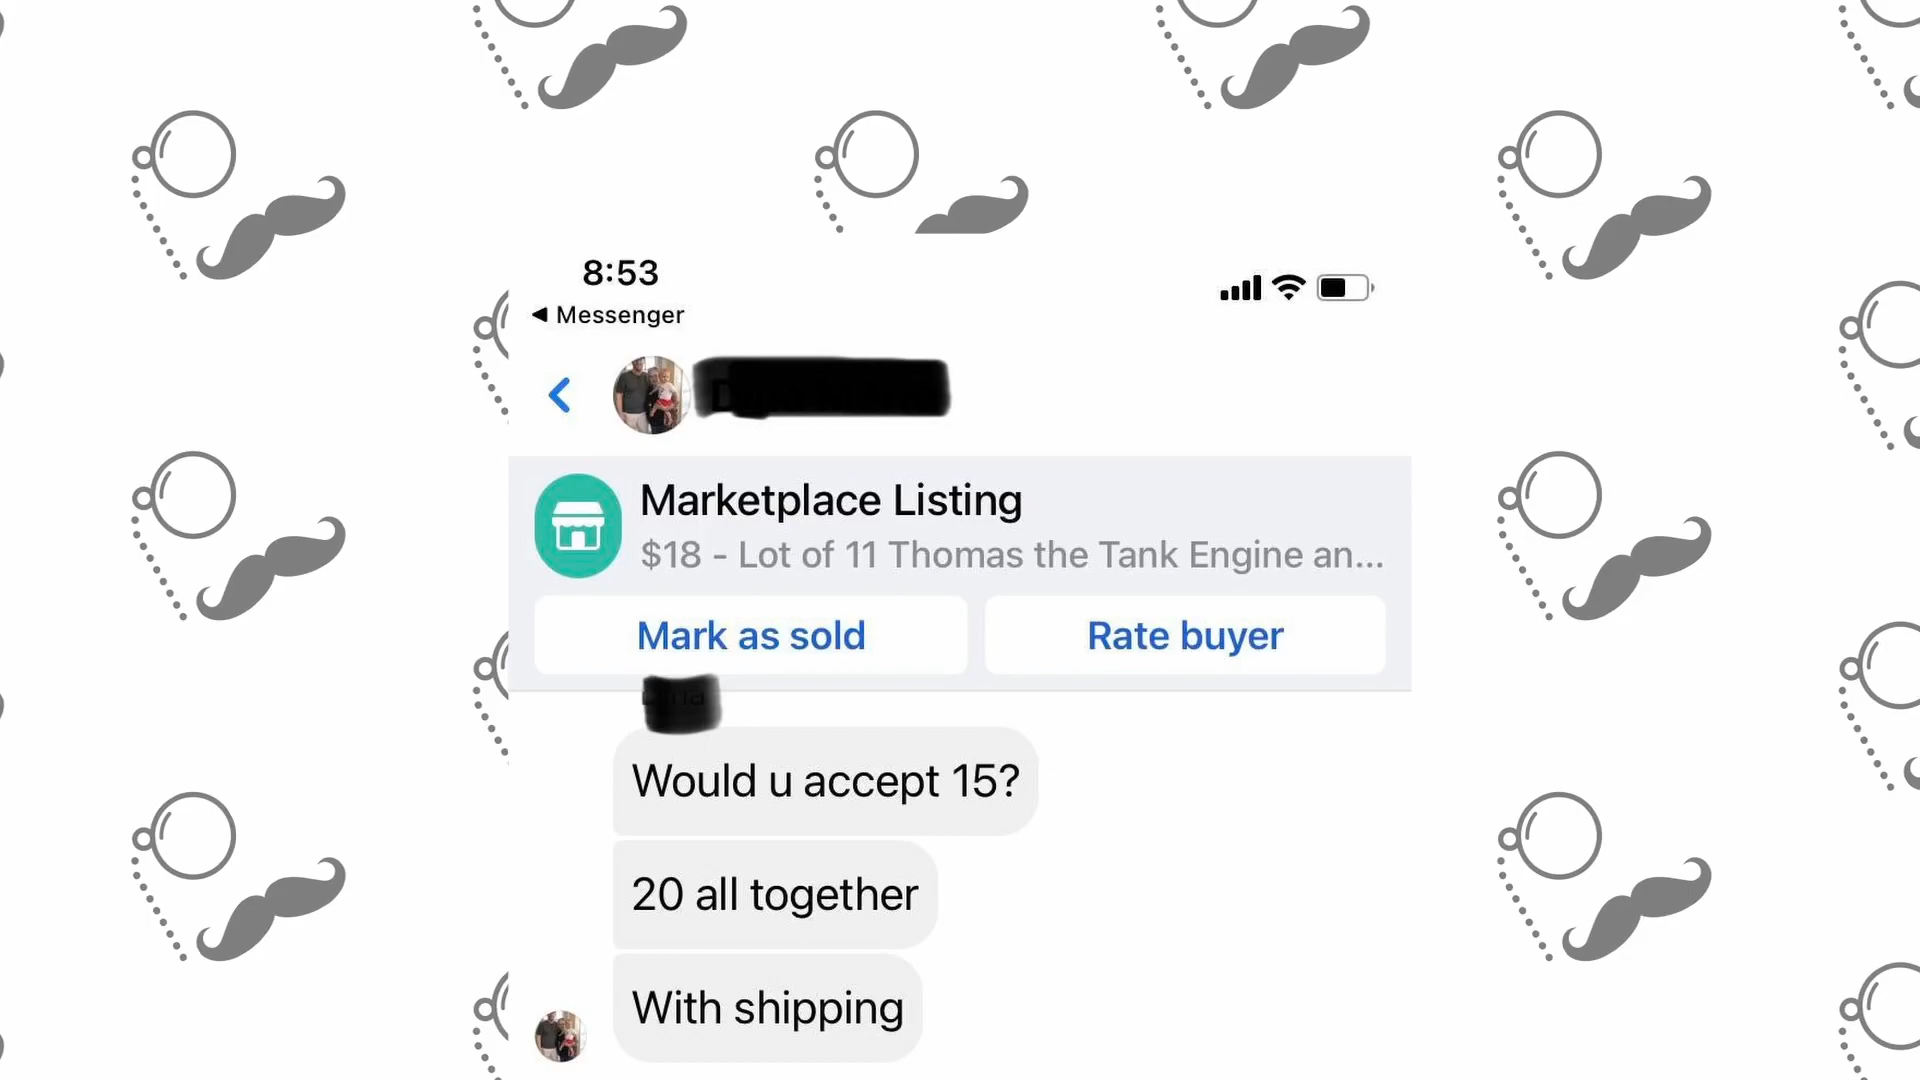 8:53
◀ Messenger
Marketplace Listing
$18 - Lot of 11 Thomas the Tank Engine an...
Mark as sold
Rate buyer
Would u accept 15?
20 all together
With shipping